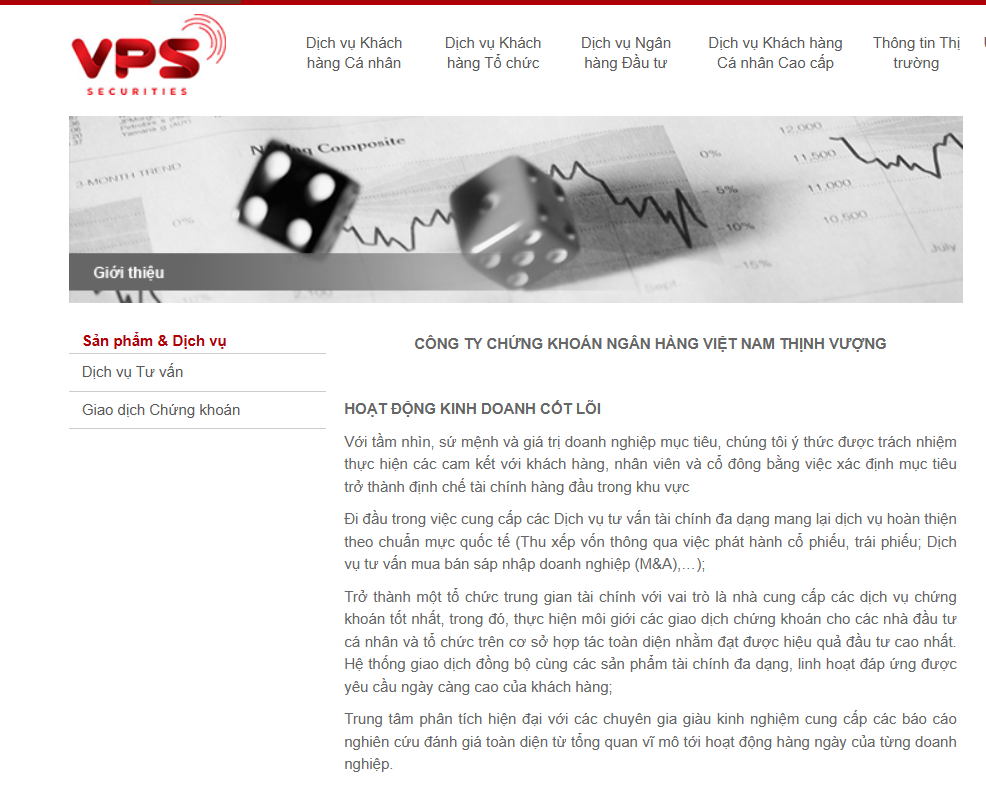 VPS
SECURITIES
Dịch vụ Khách
hàng Cá nhân
Dịch vụ Khách
hàng Tổ chức
Dịch vụ Ngân
hàng Đầu tư
Dịch vụ Khách hàng
Cá nhân Cao cấp
Thông tin Thị
trường
Composite
3-MONTH TREND
0%
0%
5%
-10%
-15%
12,000
11,500
11,000
10,500
July
Sept.
10%
2,100
Giới thiệu
Sản phẩm & Dịch vụ
Dịch vụ Tư vấn
Giao dịch Chứng khoán
CÔNG TY CHỨNG KHOÁN NGÂN HÀNG VIỆT NAM THỊNH VƯỢNG
HOẠT ĐỘNG KINH DOANH CỐT LÕI
Với tầm nhìn, sứ mệnh và giá trị doanh nghiệp mục tiêu, chúng tôi ý thức được trách nhiệm
thực hiện các cam kết với khách hàng, nhân viên và cổ đông bằng việc xác định mục tiêu
trở thành định chế tài chính hàng đầu trong khu vực
Đi đầu trong việc cung cấp các Dịch vụ tư vấn tài chính đa dạng mang lại dịch vụ hoàn thiện
theo chuẩn mực quốc tế (Thu xếp vốn thông qua việc phát hành cổ phiếu, trái phiếu; Dịch
vụ tư vấn mua bán sáp nhập doanh nghiệp (M&A),…);
Trở thành một tổ chức trung gian tài chính với vai trò là nhà cung cấp các dịch vụ chứng
khoán tốt nhất, trong đó, thực hiện môi giới các giao dịch chứng khoán cho các nhà đầu tư
cá nhân và tổ chức trên cơ sở hợp tác toàn diện nhằm đạt được hiệu quả đầu tư cao nhất.
Hệ thống giao dịch đồng bộ cùng các sản phẩm tài chính đa dạng, linh hoạt đáp ứng được
yêu cầu ngày càng cao của khách hàng;
Trung tâm phân tích hiện đại với các chuyên gia giàu kinh nghiệm cung cấp các báo cáo
nghiên cứu đánh giá toàn diện từ tổng quan vĩ mô tới hoạt động hàng ngày của từng doanh
nghiệp.